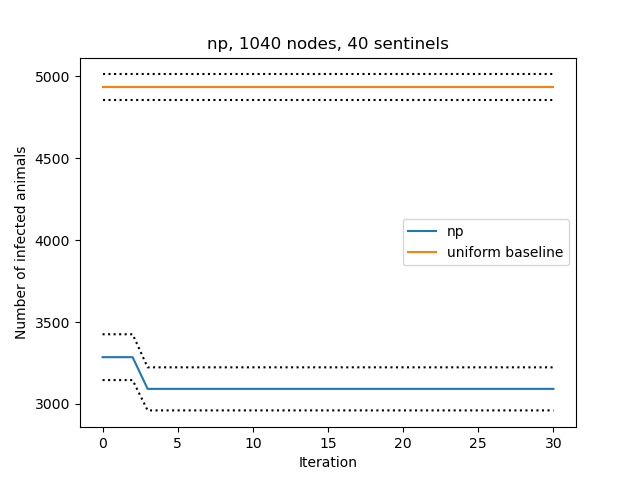 np, 1040 nodes, 40 sentinels
5000
4500
4000
3500
3000
Number of infected animals
np
uniform baseline
0 5 10 15 20 25 30
Iteration